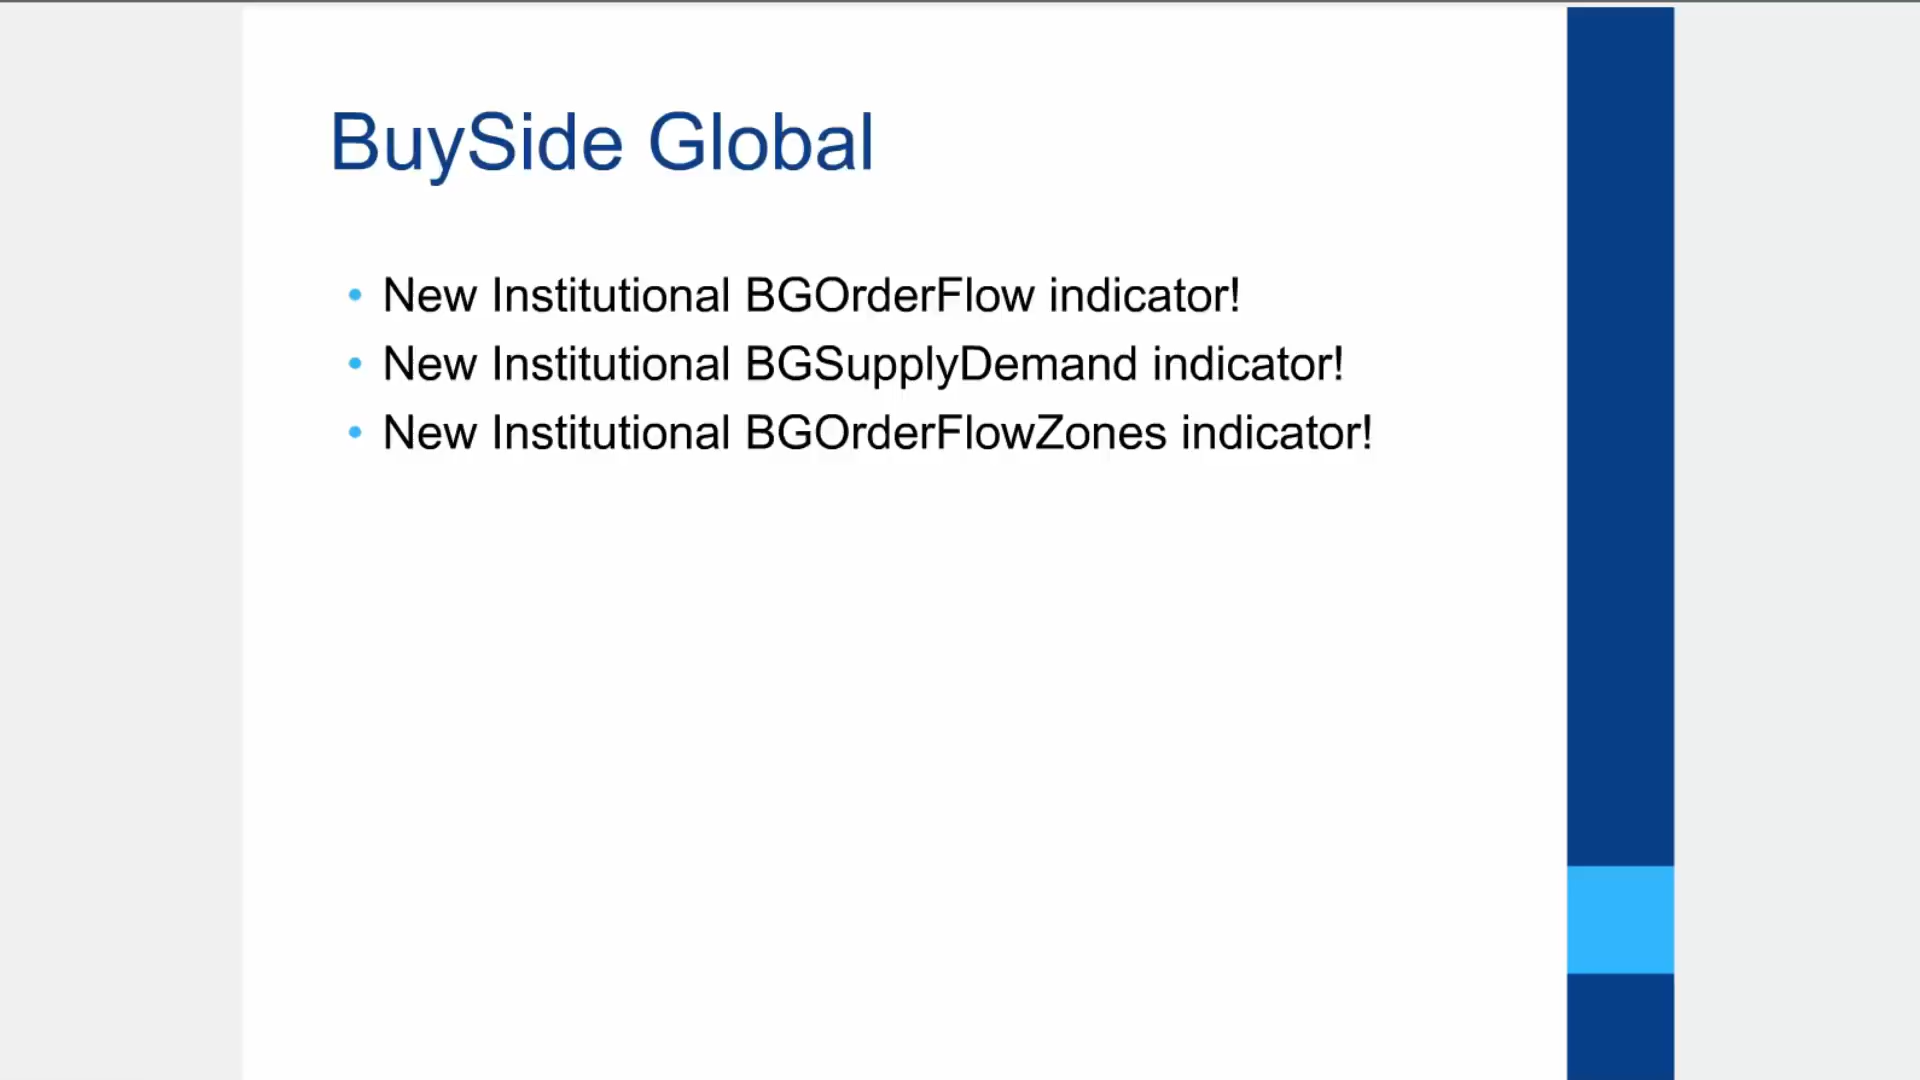 BuySide Global
• New Institutional BGOrderFlow indicator!
• New Institutional BGSupplyDemand indicator!
• New Institutional BGOrderFlowZones indicator!